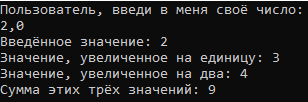 Пользователь, введи в меня своё число:
2,0
Введённое значение: 2
Значение, увеличенное на единицу: 3
Значение, увеличенное на два: 4
Сумма этих трёх значений: 9